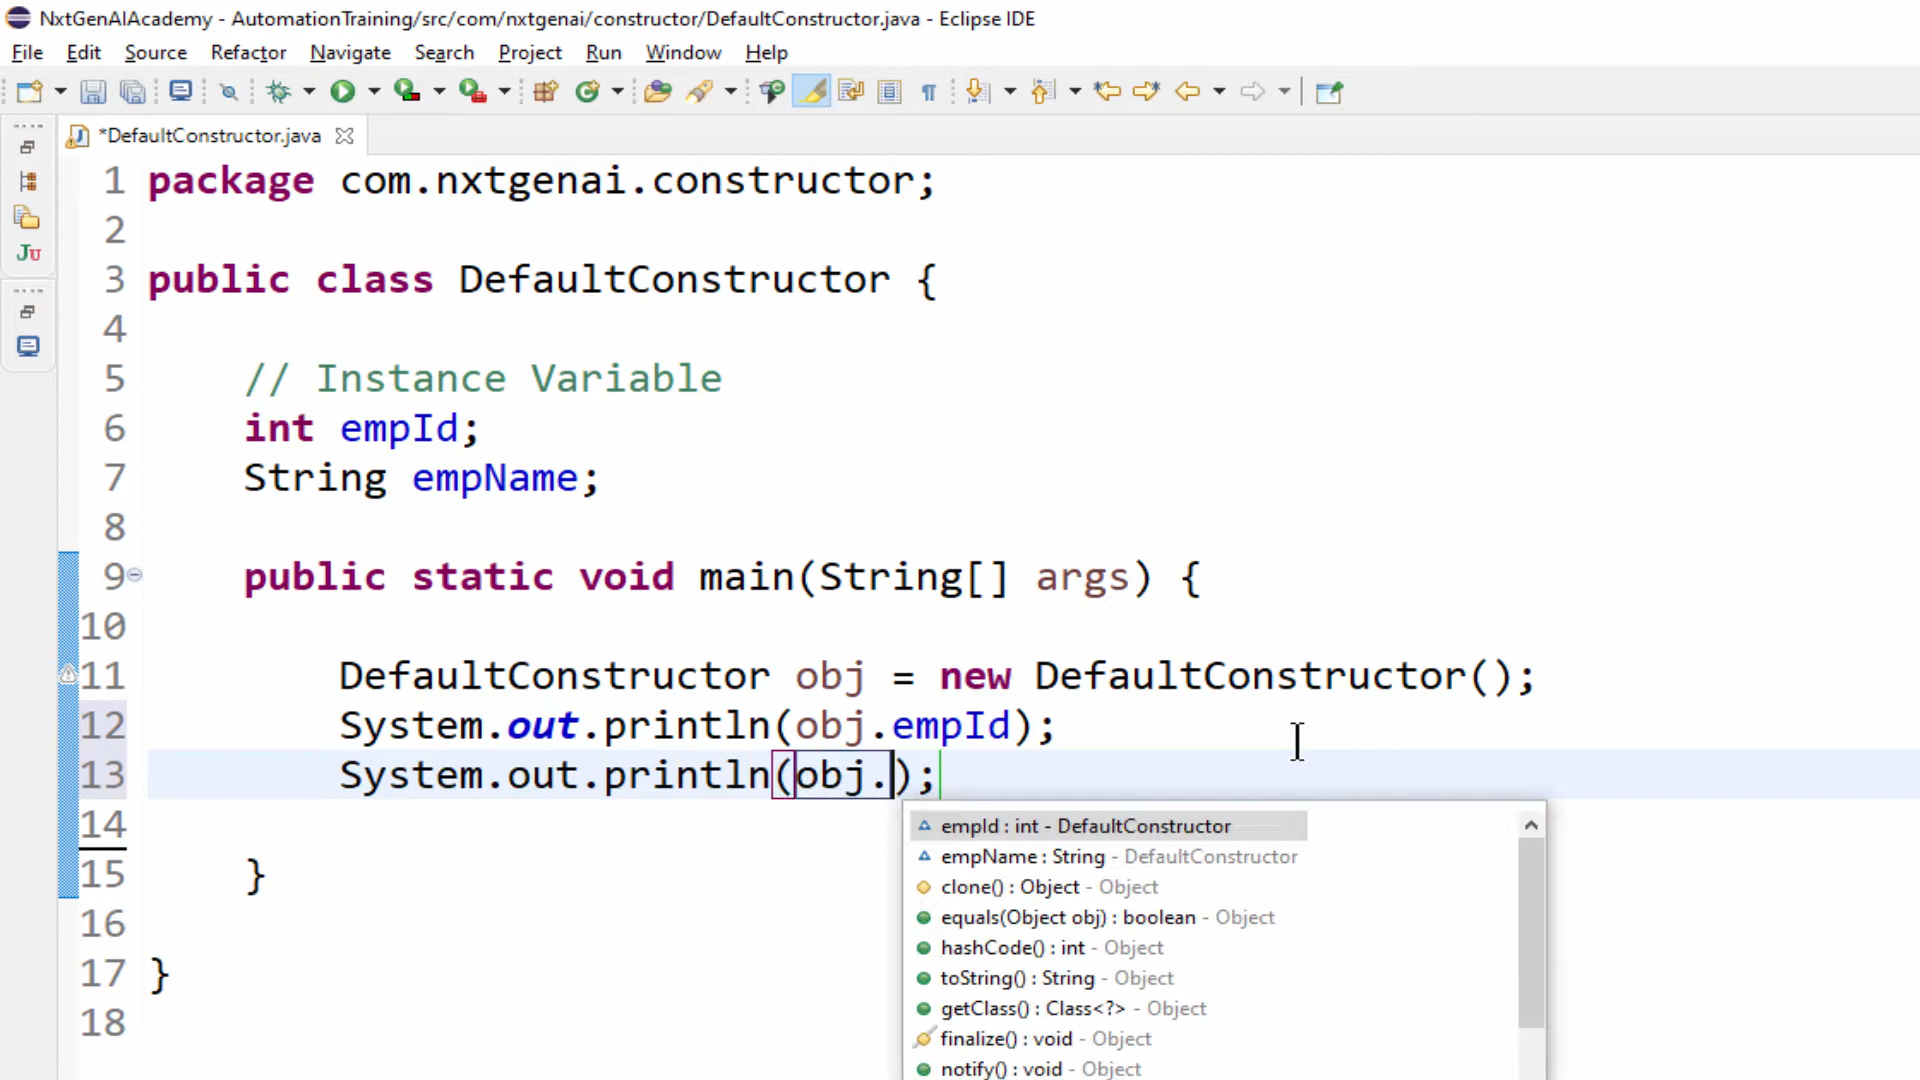 NxtGenAIAcademy - AutomationTraining/src/com/nxtgenai/constructor/DefaultConstructor.java - Eclipse IDE
File Edit Source Refactor Navigate Search Project Run Window Help
*DefaultConstructor.java
1 package com.nxtgenai.constructor;
2
3 public class DefaultConstructor {
4
5 // Instance Variable
6 int empId;
7 String empName;
8
9 public static void main(String[] args) {
10
11 DefaultConstructor obj = new DefaultConstructor();
12 System.out.println(obj.empId);
13 System.out.println(obj.);
14
15 }
16
17 }
18
empId : int - DefaultConstructor
empName : String - DefaultConstructor
clone() : Object - Object
equals(Object obj) : boolean - Object
hashCode() : int - Object
toString() : String - Object
getClass() : Class<?> - Object
finalize() : void - Object
notify() : void - Object
Ju